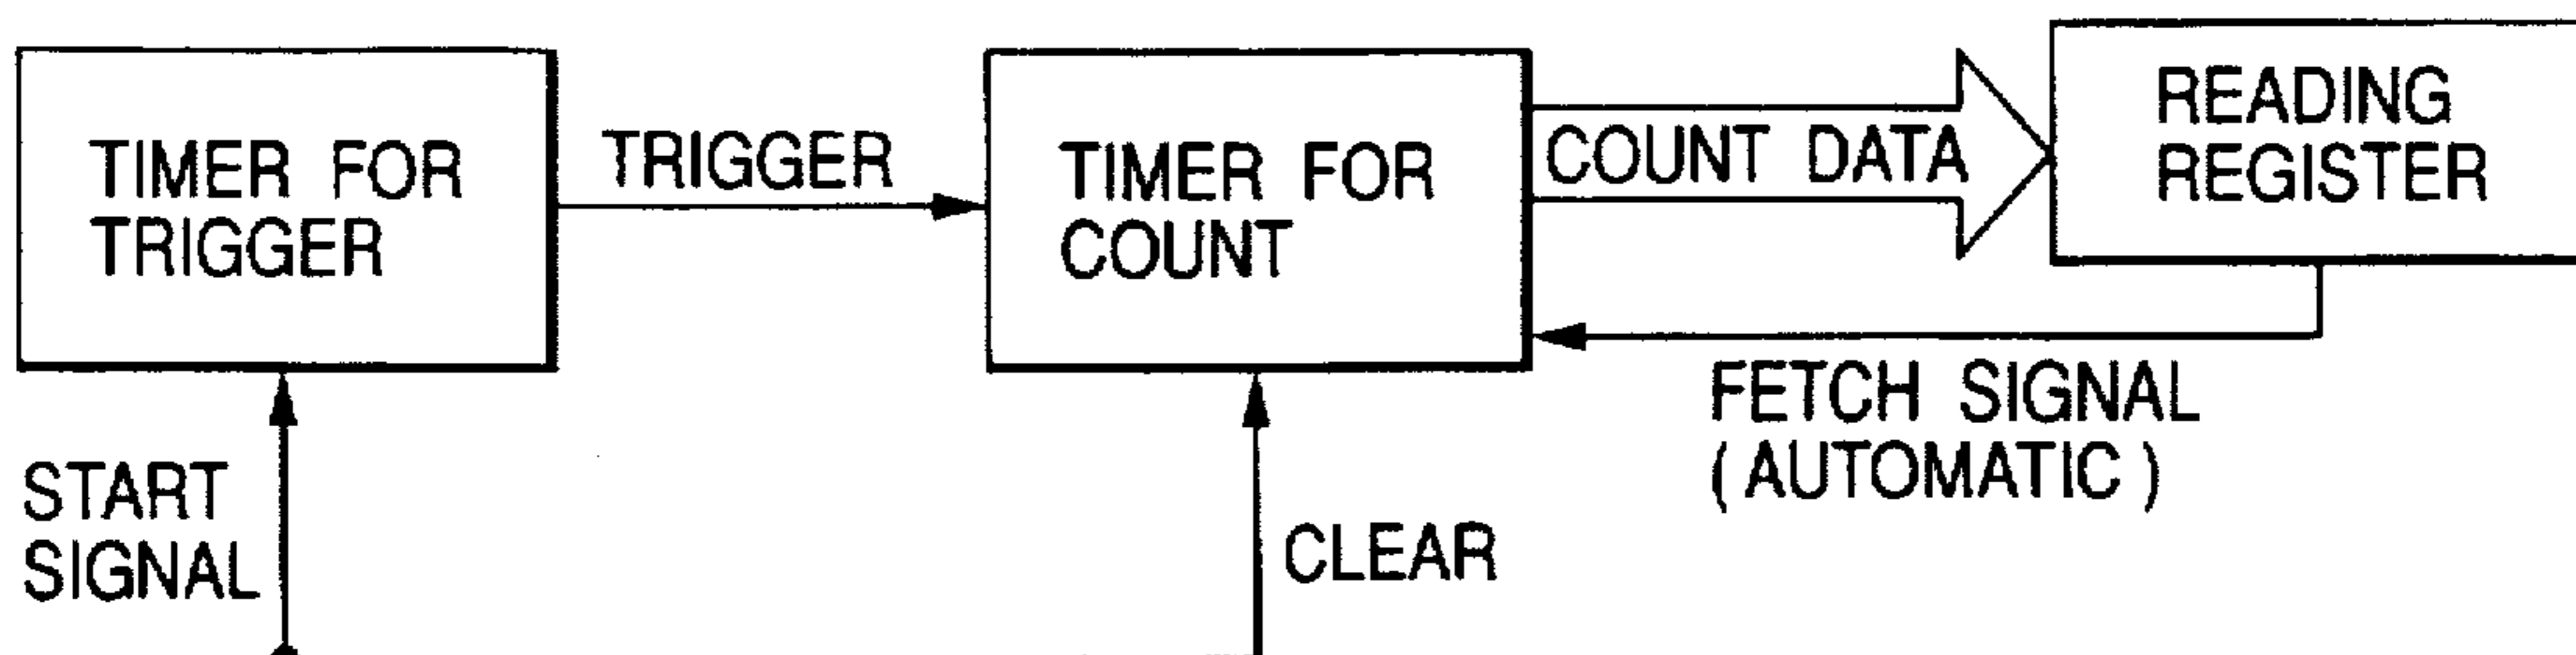 TIMER FOR
TRIGGER
TRIGGER
TIMER FOR
COUNT
COUNT DATA
READING
REGISTER
FETCH SIGNAL
( AUTOMATIC )
START
SIGNAL
CLEAR